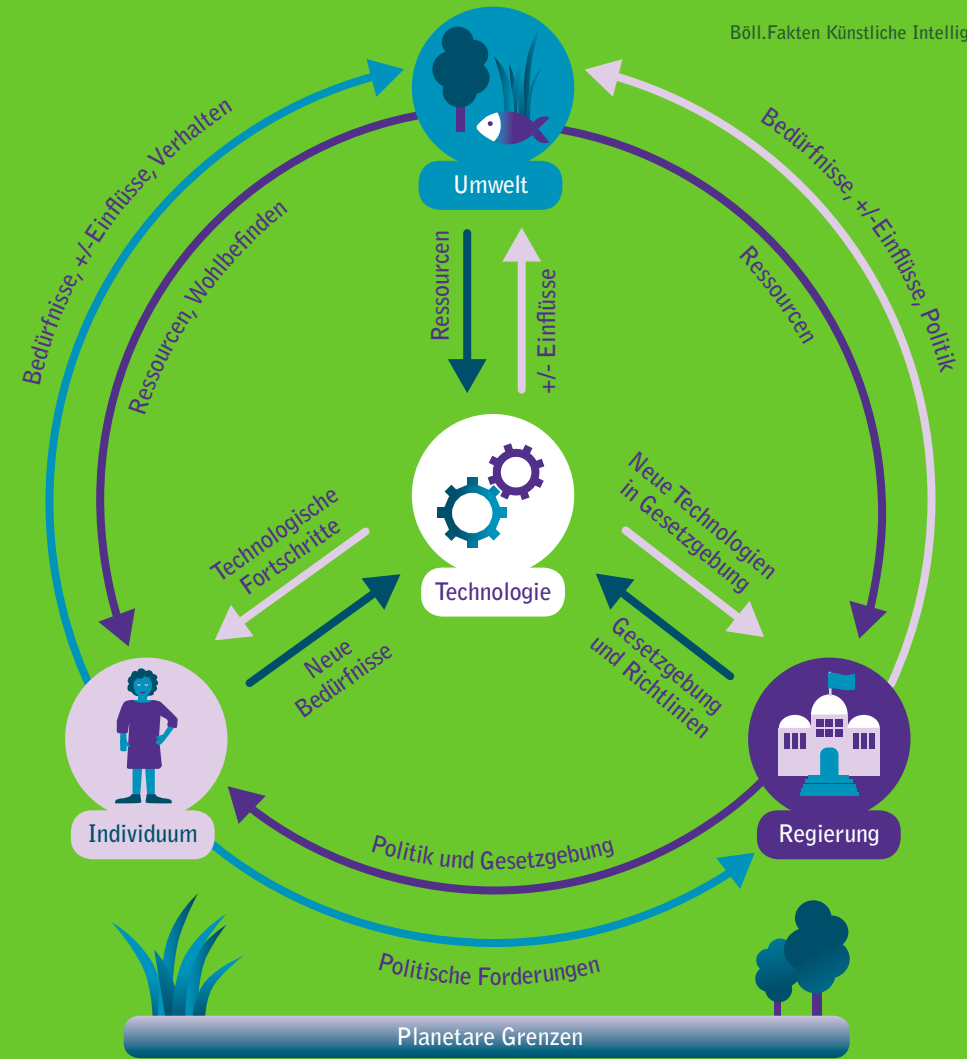 Böll.Fakten Künstliche Intellig
Umwelt
Bedürfnisse, +/-Einflüsse, Verhalten
Ressourcen, Wohlbefinden
Ressourcen
+/- Einflüsse
Ressourcen
Bedürfnisse, +/-Einflüsse, Politik
Technologische
Fortschritte
Neue
Bedürfnisse
Technologie
Neue Technologien
in Gesetzgebung
Gesetzgebung
und Richtlinien
Individuum
Regierung
Politik und Gesetzgebung
Politische Forderungen
Planetare Grenzen